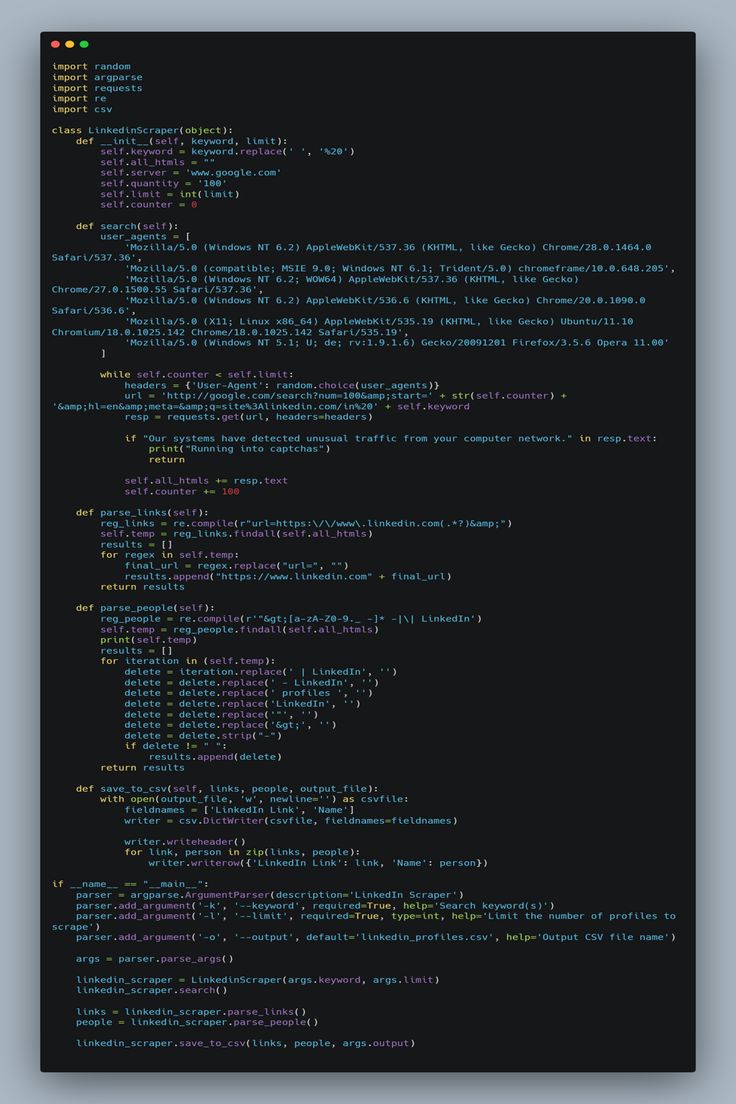 import random
import argparse
import requests
import re
import csv

class LinkedinScraper(object):
    def __init__(self, keyword, limit):
        self.keyword = keyword.replace(' ', '%20')
        self.all_htmls = ""
        self.server = 'www.google.com'
        self.quantity = '100'
        self.limit = int(limit)
        self.counter = 0

    def search(self):
        user_agents = [
            'Mozilla/5.0 (Windows NT 6.2) AppleWebKit/537.36 (KHTML, like Gecko) Chrome/28.0.1464.0
Safari/537.36',
            'Mozilla/5.0 (compatible; MSIE 9.0; Windows NT 6.1; Trident/5.0) chromeframe/10.0.648.205',
            'Mozilla/5.0 (Windows NT 6.2; WOW64) AppleWebKit/537.36 (KHTML, like Gecko)
Chrome/27.0.1500.55 Safari/537.36',
            'Mozilla/5.0 (Windows NT 6.2) AppleWebKit/536.6 (KHTML, like Gecko) Chrome/20.0.1090.0
Safari/536.6',
            'Mozilla/5.0 (X11; Linux x86_64) AppleWebKit/535.19 (KHTML, like Gecko) Ubuntu/11.10
Chromium/18.0.1025.142 Chrome/18.0.1025.142 Safari/535.19',
            'Mozilla/5.0 (Windows NT 5.1; U; de; rv:1.9.1.6) Gecko/20091201 Firefox/3.5.6 Opera 11.00'
        ]

        while self.counter < self.limit:
            headers = {'User-Agent': random.choice(user_agents)}
            url = 'http://google.com/search?num=100&amp;start=' + str(self.counter) +
'&amp;hl=en&amp;meta=&amp;q=site%3Alinkedin.com/in%20' + self.keyword
            resp = requests.get(url, headers=headers)

            if "Our systems have detected unusual traffic from your computer network." in resp.text:
                print("Running into captchas")
                return

            self.all_htmls += resp.text
            self.counter += 100

    def parse_links(self):
        reg_links = re.compile(r"url=https:\/\/www\.linkedin.com(.*?)&amp;")
        self.temp = reg_links.findall(self.all_htmls)
        results = []
        for regex in self.temp:
            final_url = regex.replace("url=", "")
            results.append("https://www.linkedin.com" + final_url)
        return results

    def parse_people(self):
        reg_people = re.compile(r'"&gt;[a-zA-Z0-9._ -]* -|\| LinkedIn')
        self.temp = reg_people.findall(self.all_htmls)
        print(self.temp)
        results = []
        for iteration in (self.temp):
            delete = iteration.replace(' | LinkedIn', '')
            delete = delete.replace(' - LinkedIn', '')
            delete = delete.replace(' profiles ', '')
            delete = delete.replace('LinkedIn', '')
            delete = delete.replace('"', '')
            delete = delete.replace('&gt;', '')
            delete = delete.strip("-")
            if delete != " ":
                results.append(delete)
        return results

    def save_to_csv(self, links, people, output_file):
        with open(output_file, 'w', newline='') as csvfile:
            fieldnames = ['LinkedIn Link', 'Name']
            writer = csv.DictWriter(csvfile, fieldnames=fieldnames)

            writer.writeheader()
            for link, person in zip(links, people):
                writer.writerow({'LinkedIn Link': link, 'Name': person})

if __name__ == "__main__":
    parser = argparse.ArgumentParser(description='LinkedIn Scraper')
    parser.add_argument('-k', '--keyword', required=True, help='Search keyword(s)')
    parser.add_argument('-l', '--limit', required=True, type=int, help='Limit the number of profiles to
scrape')
    parser.add_argument('-o', '--output', default='linkedin_profiles.csv', help='Output CSV file name')

    args = parser.parse_args()

    linkedin_scraper = LinkedinScraper(args.keyword, args.limit)
    linkedin_scraper.search()

    links = linkedin_scraper.parse_links()
    people = linkedin_scraper.parse_people()

    linkedin_scraper.save_to_csv(links, people, args.output)